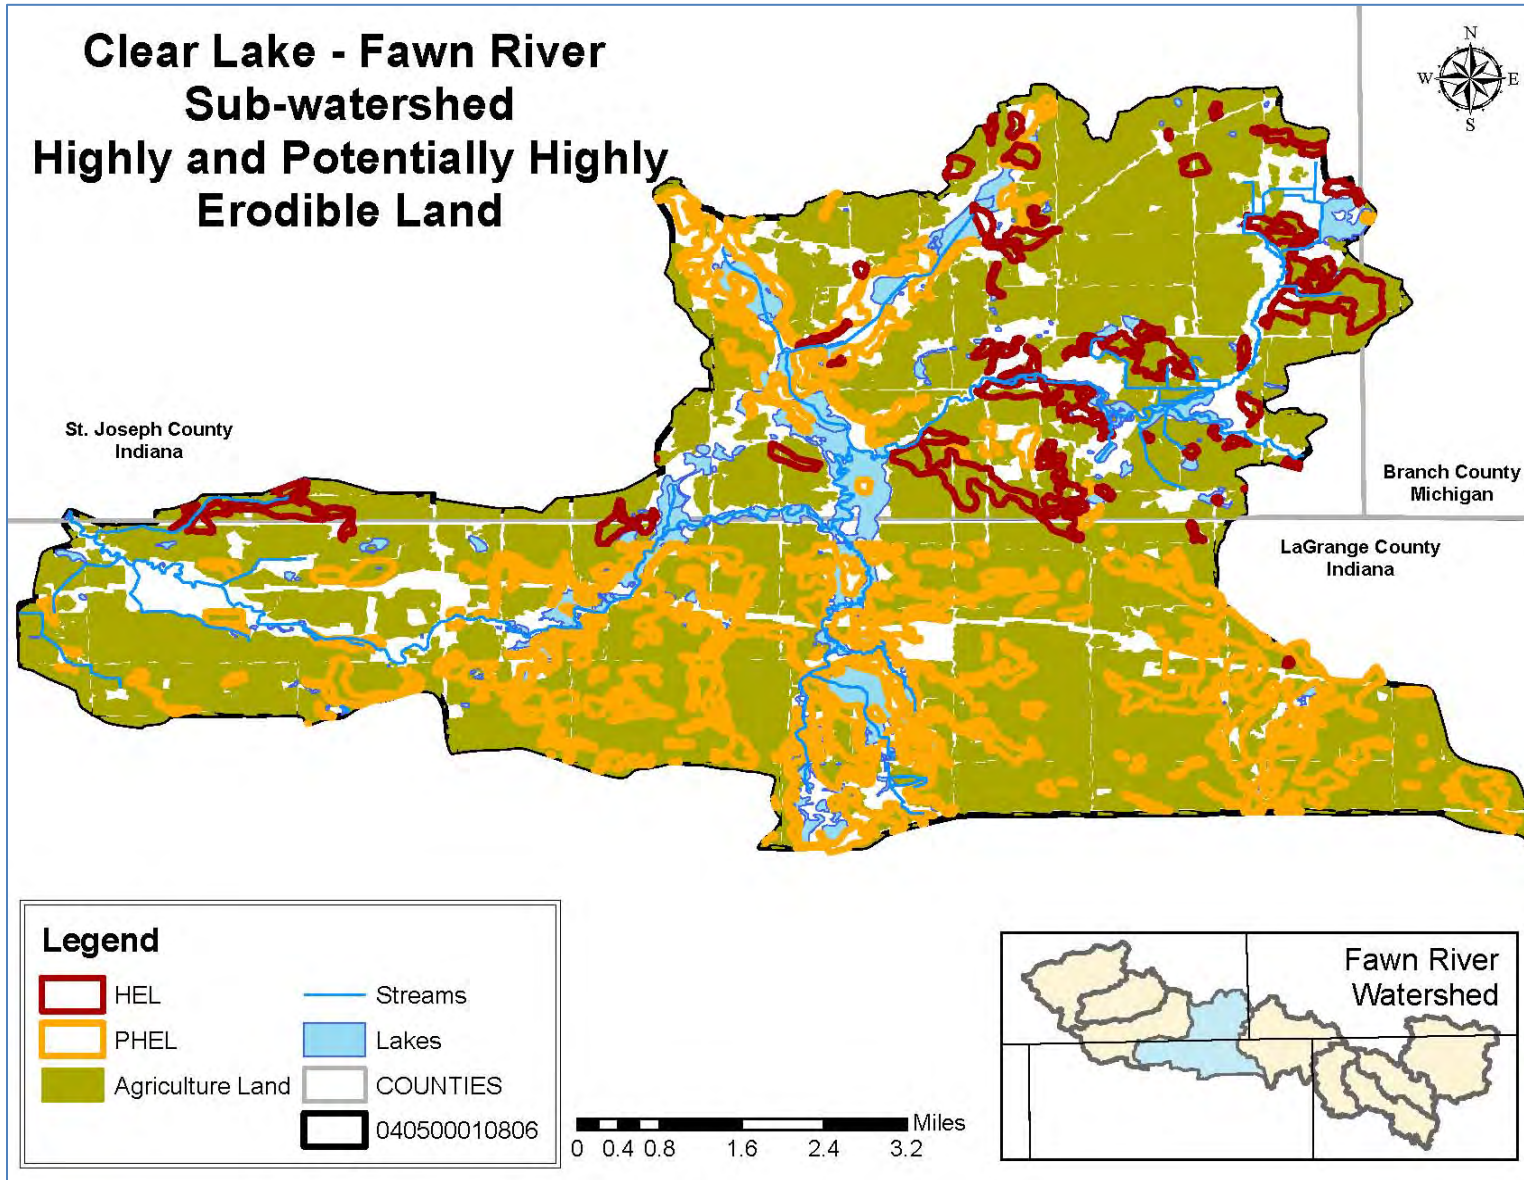 Clear Lake - Fawn River
Sub-watershed
Highly and Potentially Highly
Erodible Land
N
W E
S
St. Joseph County
Indiana
Branch County
Michigan
LaGrange County
Indiana
Legend
HEL
PHEL
Agriculture Land
Streams
Lakes
COUNTIES
040500010806
Miles
0 0.4 0.8 1.6 2.4 3.2
Fawn River
Watershed